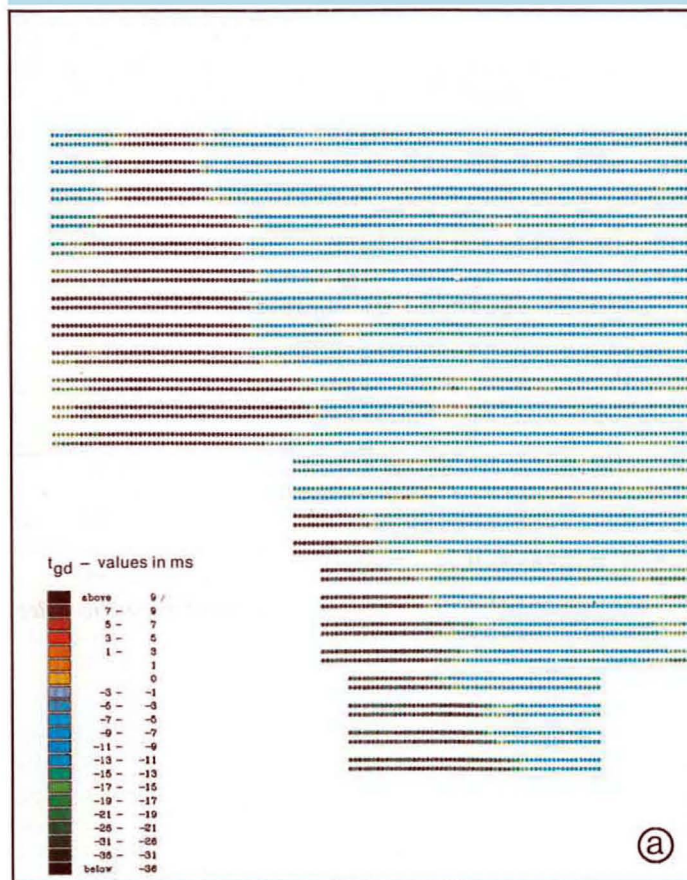 t_gd – values in ms
above 9
7 – 9
5 – 7
3 – 5
1 – 3
1
0
-3 – -1
-5 – -3
-7 – -5
-9 – -7
-11 – -9
-13 – -11
-15 – -13
-17 – -15
-19 – -17
-21 – -19
-26 – -21
-31 – -26
-36 – -31
below -36
a